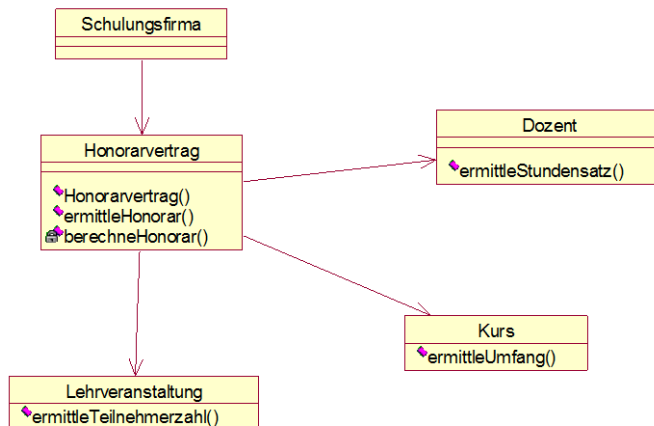 Schulungsfirma
Honorarvertrag
Honorarvertrag()
ermittleHonorar()
berechneHonorar()
Dozent
ermittleStundensatz()
Kurs
ermittleUmfang()
Lehrveranstaltung
ermittleTeilnehmerzahl()